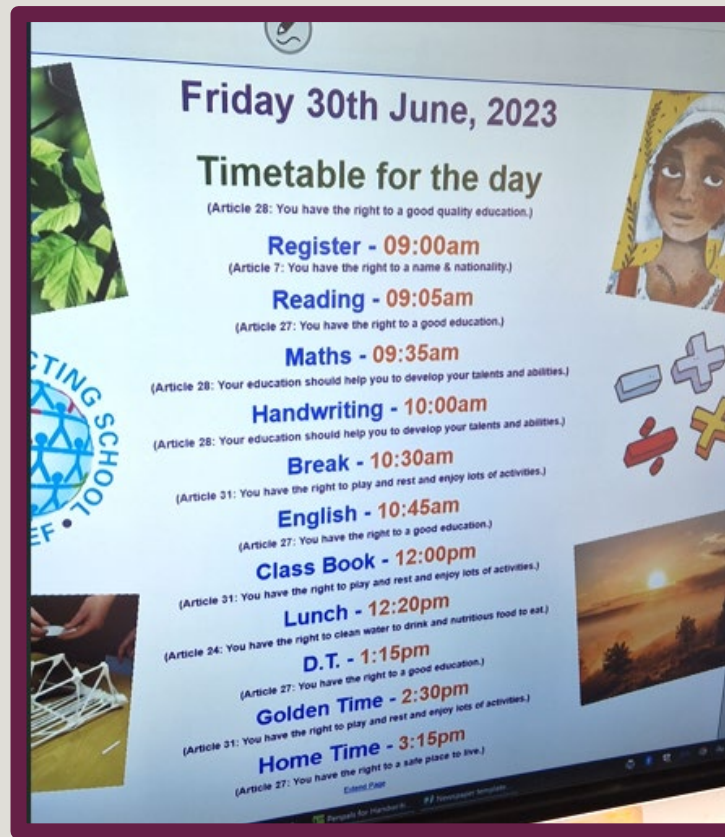 Friday 30th June, 2023
Timetable for the day
(Article 28: You have the right to a good quality education.)
Register - 09:00am
(Article 7: You have the right to a name & nationality.)
Reading - 09:05am
(Article 27: You have the right to a good education.)
Maths - 09:35am
(Article 28: Your education should help you to develop your talents and abilities.)
Handwriting - 10:00am
(Article 28: Your education should help you to develop your talents and abilities.)
Break - 10:30am
(Article 31: You have the right to play and rest and enjoy lots of activities.)
English - 10:45am
(Article 27: You have the right to a good education.)
Class Book - 12:00pm
(Article 31: You have the right to play and rest and enjoy lots of activities.)
Lunch - 12:20pm
(Article 24: You have the right to clean water to drink and nutritious food to eat.)
D.T. - 1:15pm
(Article 27: You have the right to a good education.)
Golden Time - 2:30pm
(Article 31: You have the right to play and rest and enjoy lots of activities.)
Home Time - 3:15pm
(Article 27: You have the right to a safe place to live.)
Extend Page
CTING SCHOOL
EF •
Penpals for Handwriti...
Newspaper template...